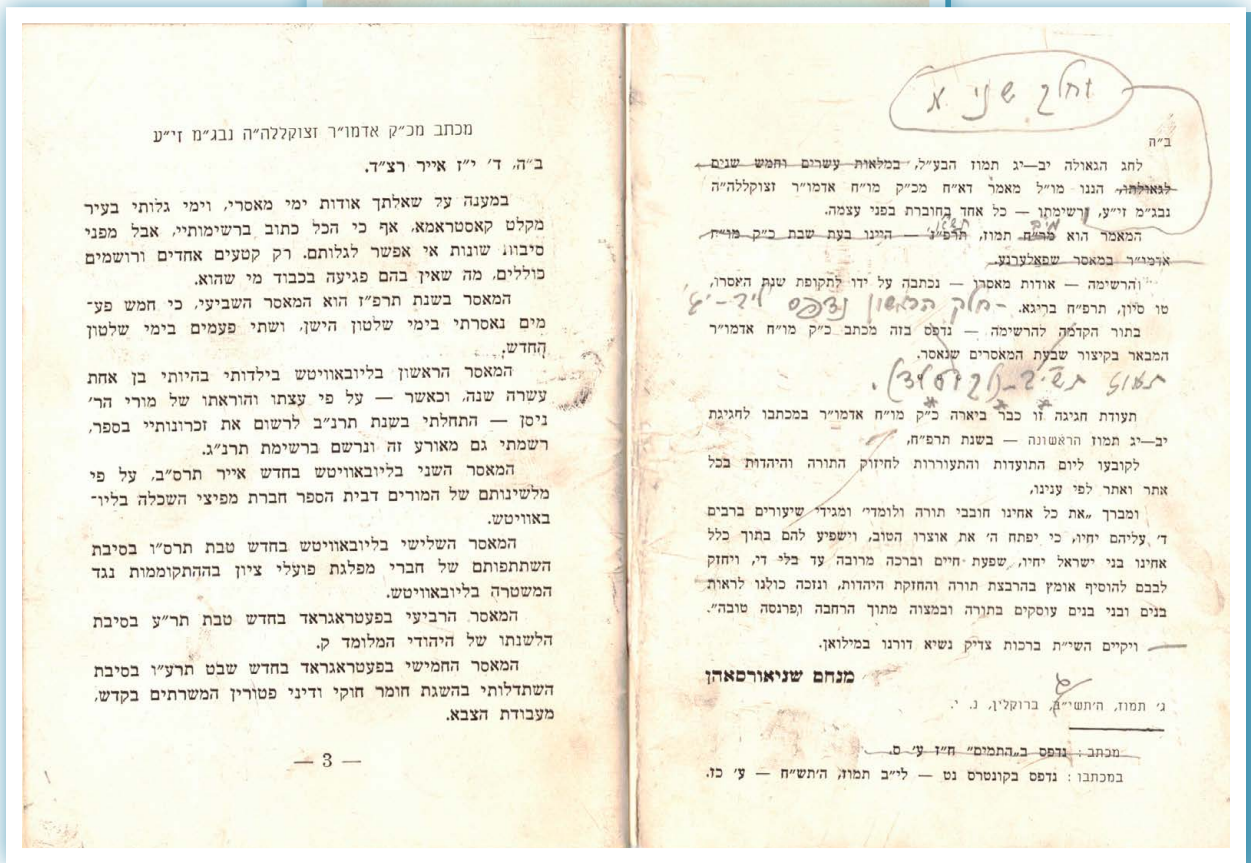 וחלק שני
ב״ה
לחג הגאולה יב—יג תמוז הבע״ל, במלאות עשרים וחמש שנים
לגאולתו, הננו מו״ל מאמר דא״ח מכ״ק מו״ח אדמו״ר זצוקללה״ה
נבג״מ זי״ע, ורשימתו — כל אחד בחוברת בפני עצמה.
המאמר הוא מי״ח תמוז, תרפ״ג — היינו בעת שבת כ״ק מו״ח
אדמו״ר במאסר שפאלערנע.
והרשימה — אודות מאסרו — נכתבה על ידו לתקופת שנת האסרו,
טו סיון, תרפ״ח בריגא. - חלק הראשון נדפס
בתור הקדמה להרשימה — נדפס בזה מכתב כ״ק מו״ח אדמו״ר
המבאר בקיצור שבעת המאסרים שנאסר.
תעודת חגיגה זו כבר ביארה כ״ק מו״ח אדמו״ר במכתבו לחגיגת
יב—יג תמוז הראשונה — בשנת תרפ״ח,
לקובעו ליום התועדות והתעוררות לחיזוק התורה והיהדות בכל
אתר ואתר לפי ענינו,
ומברך „את כל אחינו חובבי תורה ולומדי׳ ומגידי שיעורים ברבים
ד׳ עליהם יחיו, כי יפתח ה׳ את אוצרו הטוב, וישפיע להם בתוך כלל
אחינו בני ישראל יחיו, שפעת חיים וברכה מרובה עד בלי די, ויחזק
לבבם להוסיף אומץ בהרבצת תורה והחזקת היהדות, ונזכה כולנו לראות
בנים ובני בנים עוסקים בתורה ובמצוה מתוך הרחבה ופרנסה טובה״.
ויקיים השי״ת ברכות צדיק נשיא דורנו במילואן.
מנחם שניאורסאהן
ג׳ תמוז, ה׳תשי״ב, ברוקלין, נ. י.
מכתב: נדפס ב„התמים״ ח״ז ע׳ ס.
במכתבו: נדפס בקונטרס נט — לי״ב תמוז, ה׳תש״ח — ע׳ כז.
מכתב מכ״ק אדמו״ר זצוקללה״ה נבג״מ זי״ע
ב״ה, ד׳ י״ז אייר רצ״ד.
במענה על שאלתך אודות ימי מאסרי, וימי גלותי בעיר
מקלט קאסטראמא, אף כי הכל כתוב ברשימותיי, אבל מפני
סיבות שונות אי אפשר לגלותם. רק קטעים אחדים ורושמים
כוללים, מה שאין בהם פגיעה בכבוד מי שהוא.
המאסר בשנת תרפ״ז הוא המאסר השביעי, כי חמש פע־
מים נאסרתי בימי שלטון הישן, ושתי פעמים בימי שלטון
החדש.
המאסר הראשון בליובאוויטש בילדותי בהיותי בן אחת
עשרה שנה, וכאשר — על פי עצתו והוראתו של מורי הר׳
ניסן — התחלתי בשנת תרנ״ב לרשום את זכרונותיי בספר,
רשמתי גם מאורע זה ונרשם ברשימת תרנ״ג.
המאסר השני בליובאוויטש בחדש אייר תרס״ב, על פי
מלשינותם של המורים דבית הספר חברת מפיצי השכלה בליו־
באוויטש.
המאסר השלישי בליובאוויטש בחדש טבת תרס״ו בסיבת
השתתפותם של חברי מפלגת פועלי ציון בההתקוממות נגד
המשטרה בליובאוויטש.
המאסר הרביעי בפעטראגראד בחדש טבת תר״ע בסיבת
הלשנתו של היהודי המלומד ק.
המאסר החמישי בפעטראגראד בחדש שבט תרע״ו בסיבת
השתדלותי בהשגת חומר חוקי ודיני פטורין המשרתים בקדש,
מעבודת הצבא.
— 3 —